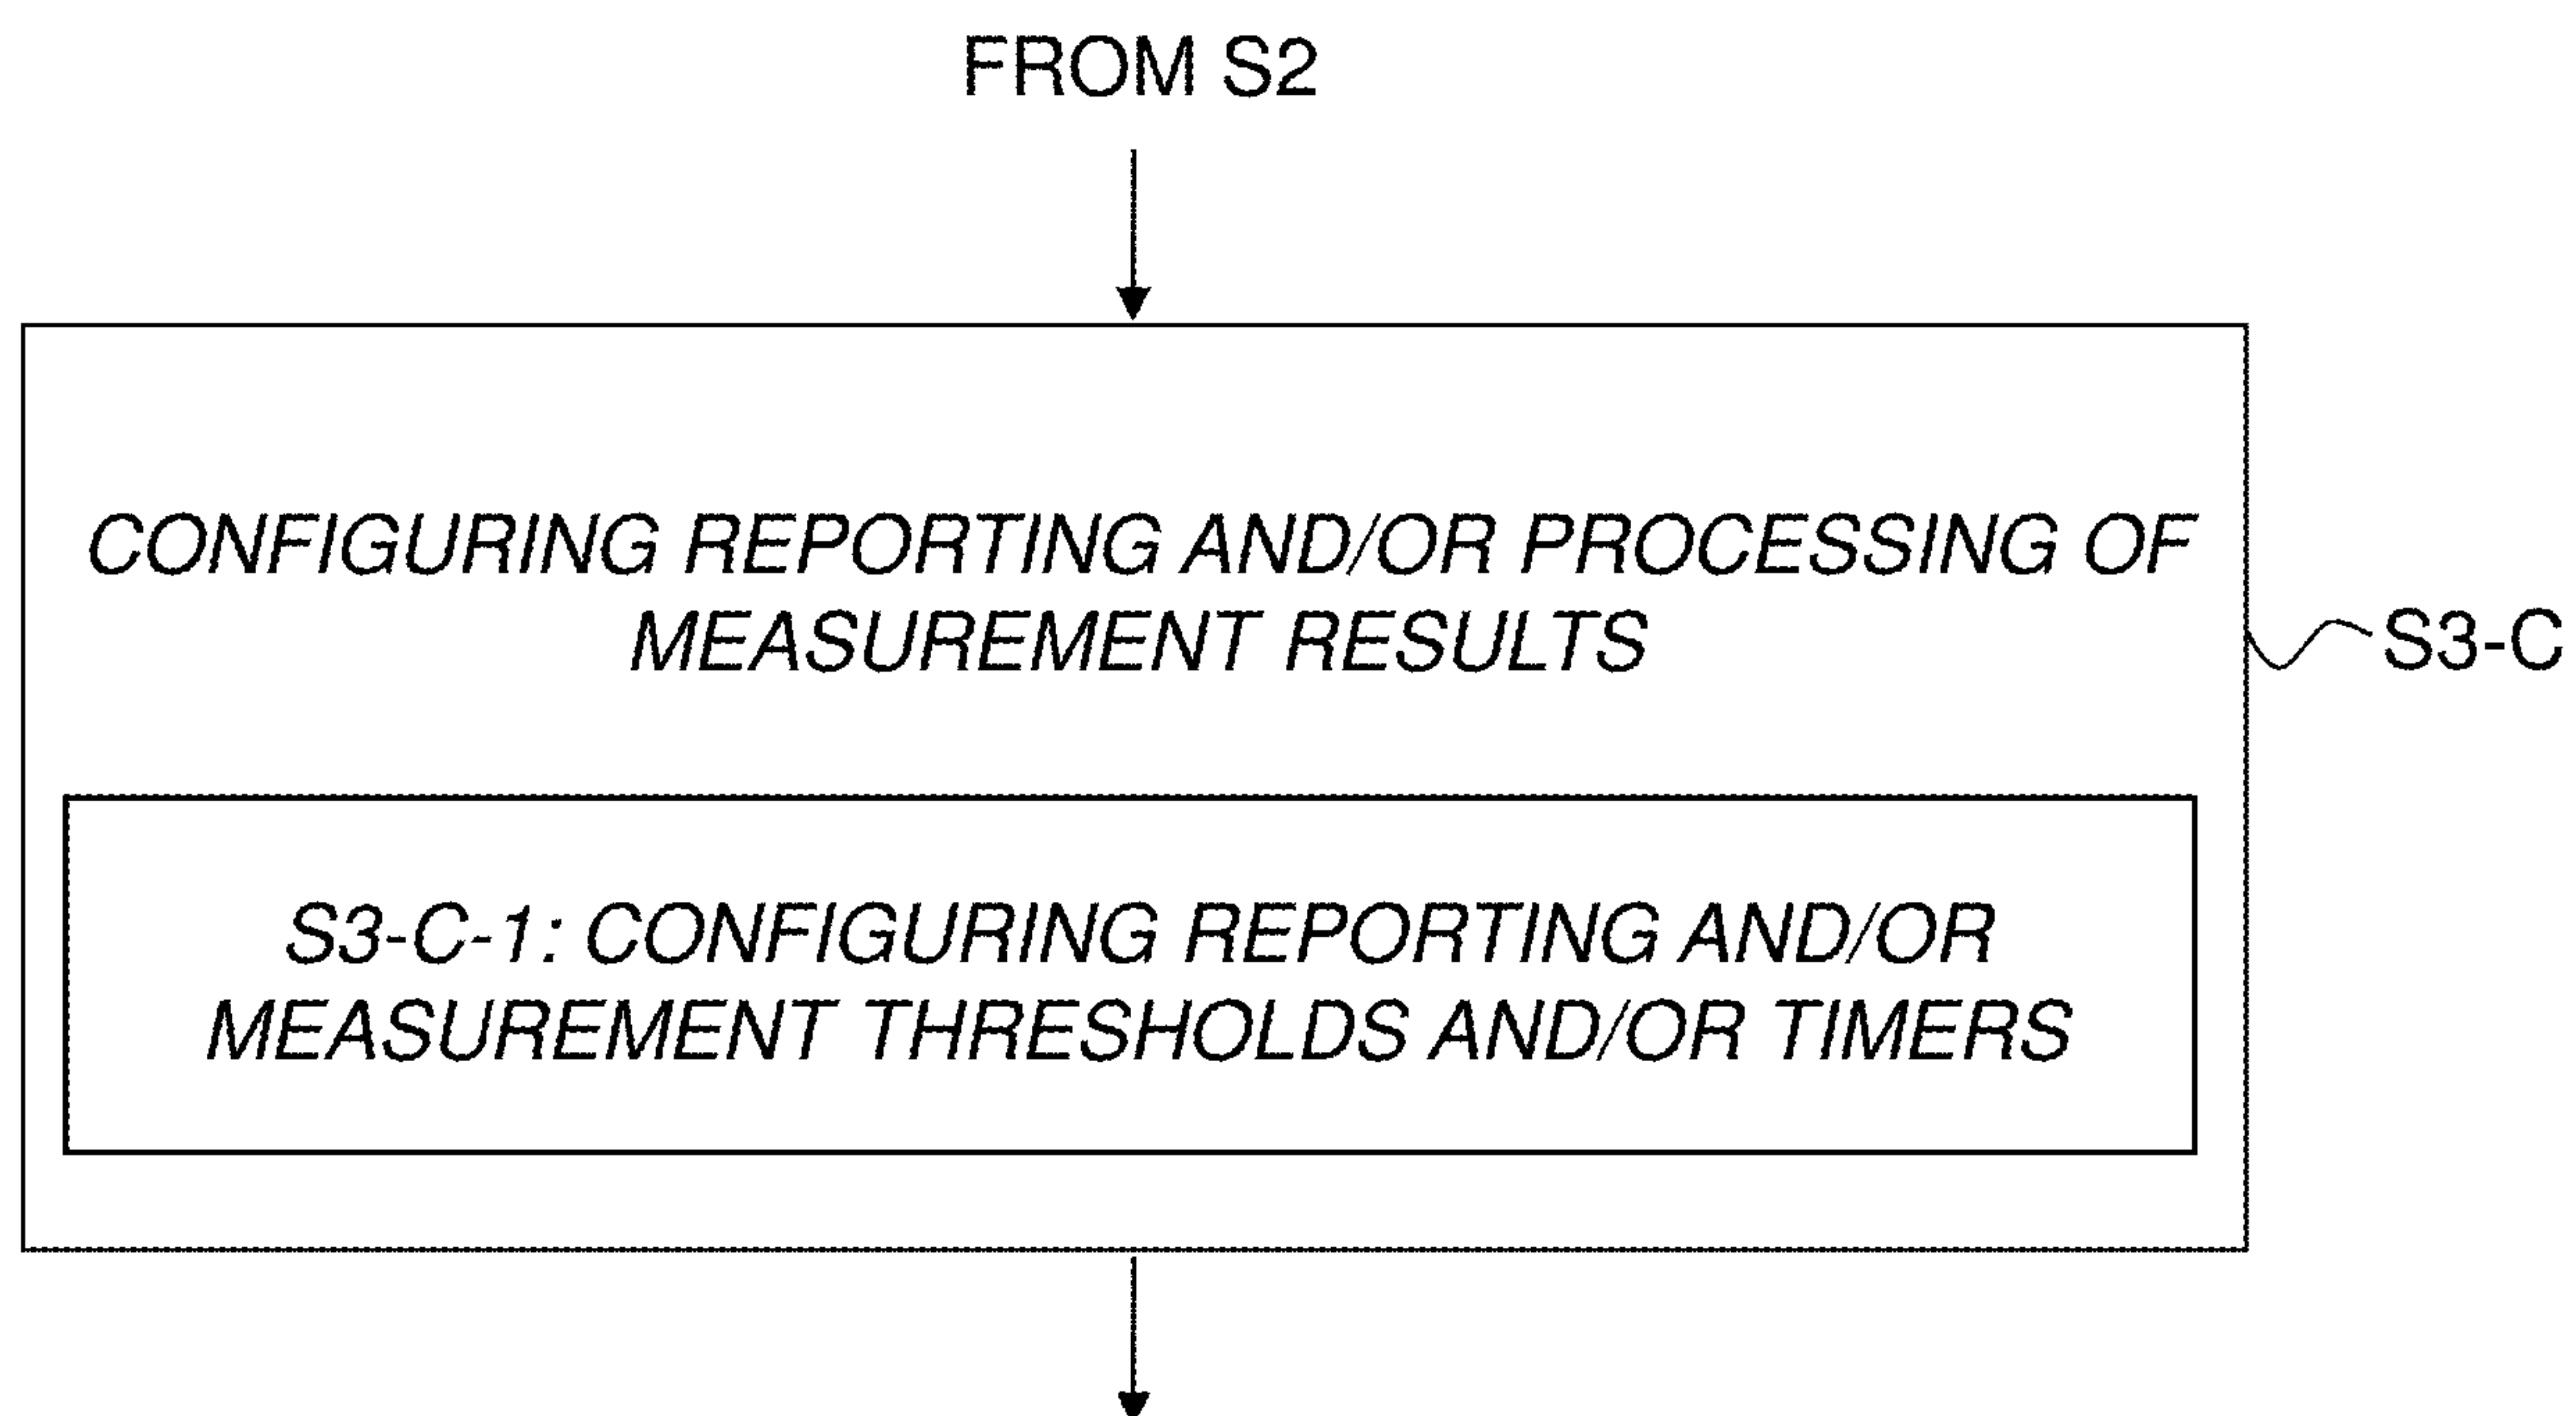 FROM S2
CONFIGURING REPORTING AND/OR PROCESSING OF
MEASUREMENT RESULTS
S3-C
S3-C-1: CONFIGURING REPORTING AND/OR
MEASUREMENT THRESHOLDS AND/OR TIMERS